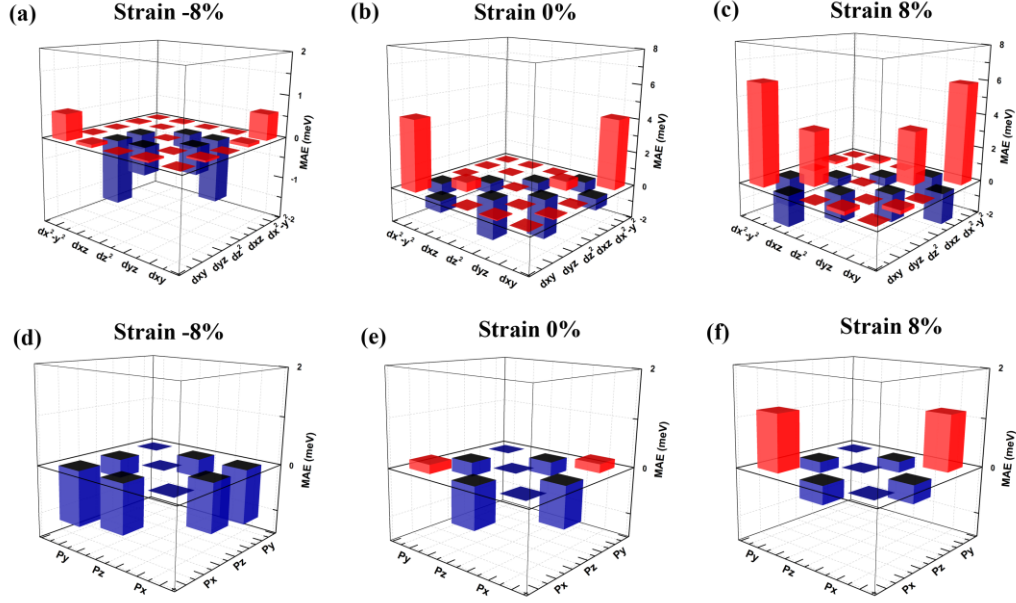 (a) Strain -8%
2
1
0
-1
-2
MAE (meV)
dx²-y²
dxz
dz²
dyz
dxy
dxy
dyz
dz²
dxz
dx²-y²
(b) Strain 0%
8
6
4
2
0
-2
MAE (meV)
dx²-y²
dxz
dz²
dyz
dxy
dxy
dyz
dz²
dxz
dx²-y²
(c) Strain 8%
8
6
4
2
0
-2
MAE (meV)
dx²-y²
dxz
dz²
dyz
dxy
dxy
dyz
dz²
dxz
dx²-y²
(d) Strain -8%
2
0
MAE (meV)
Py
Pz
Px
Px
Pz
Py
(e) Strain 0%
2
0
MAE (meV)
Py
Pz
Px
Px
Pz
Py
(f) Strain 8%
2
0
MAE (meV)
Py
Pz
Px
Px
Pz
Py